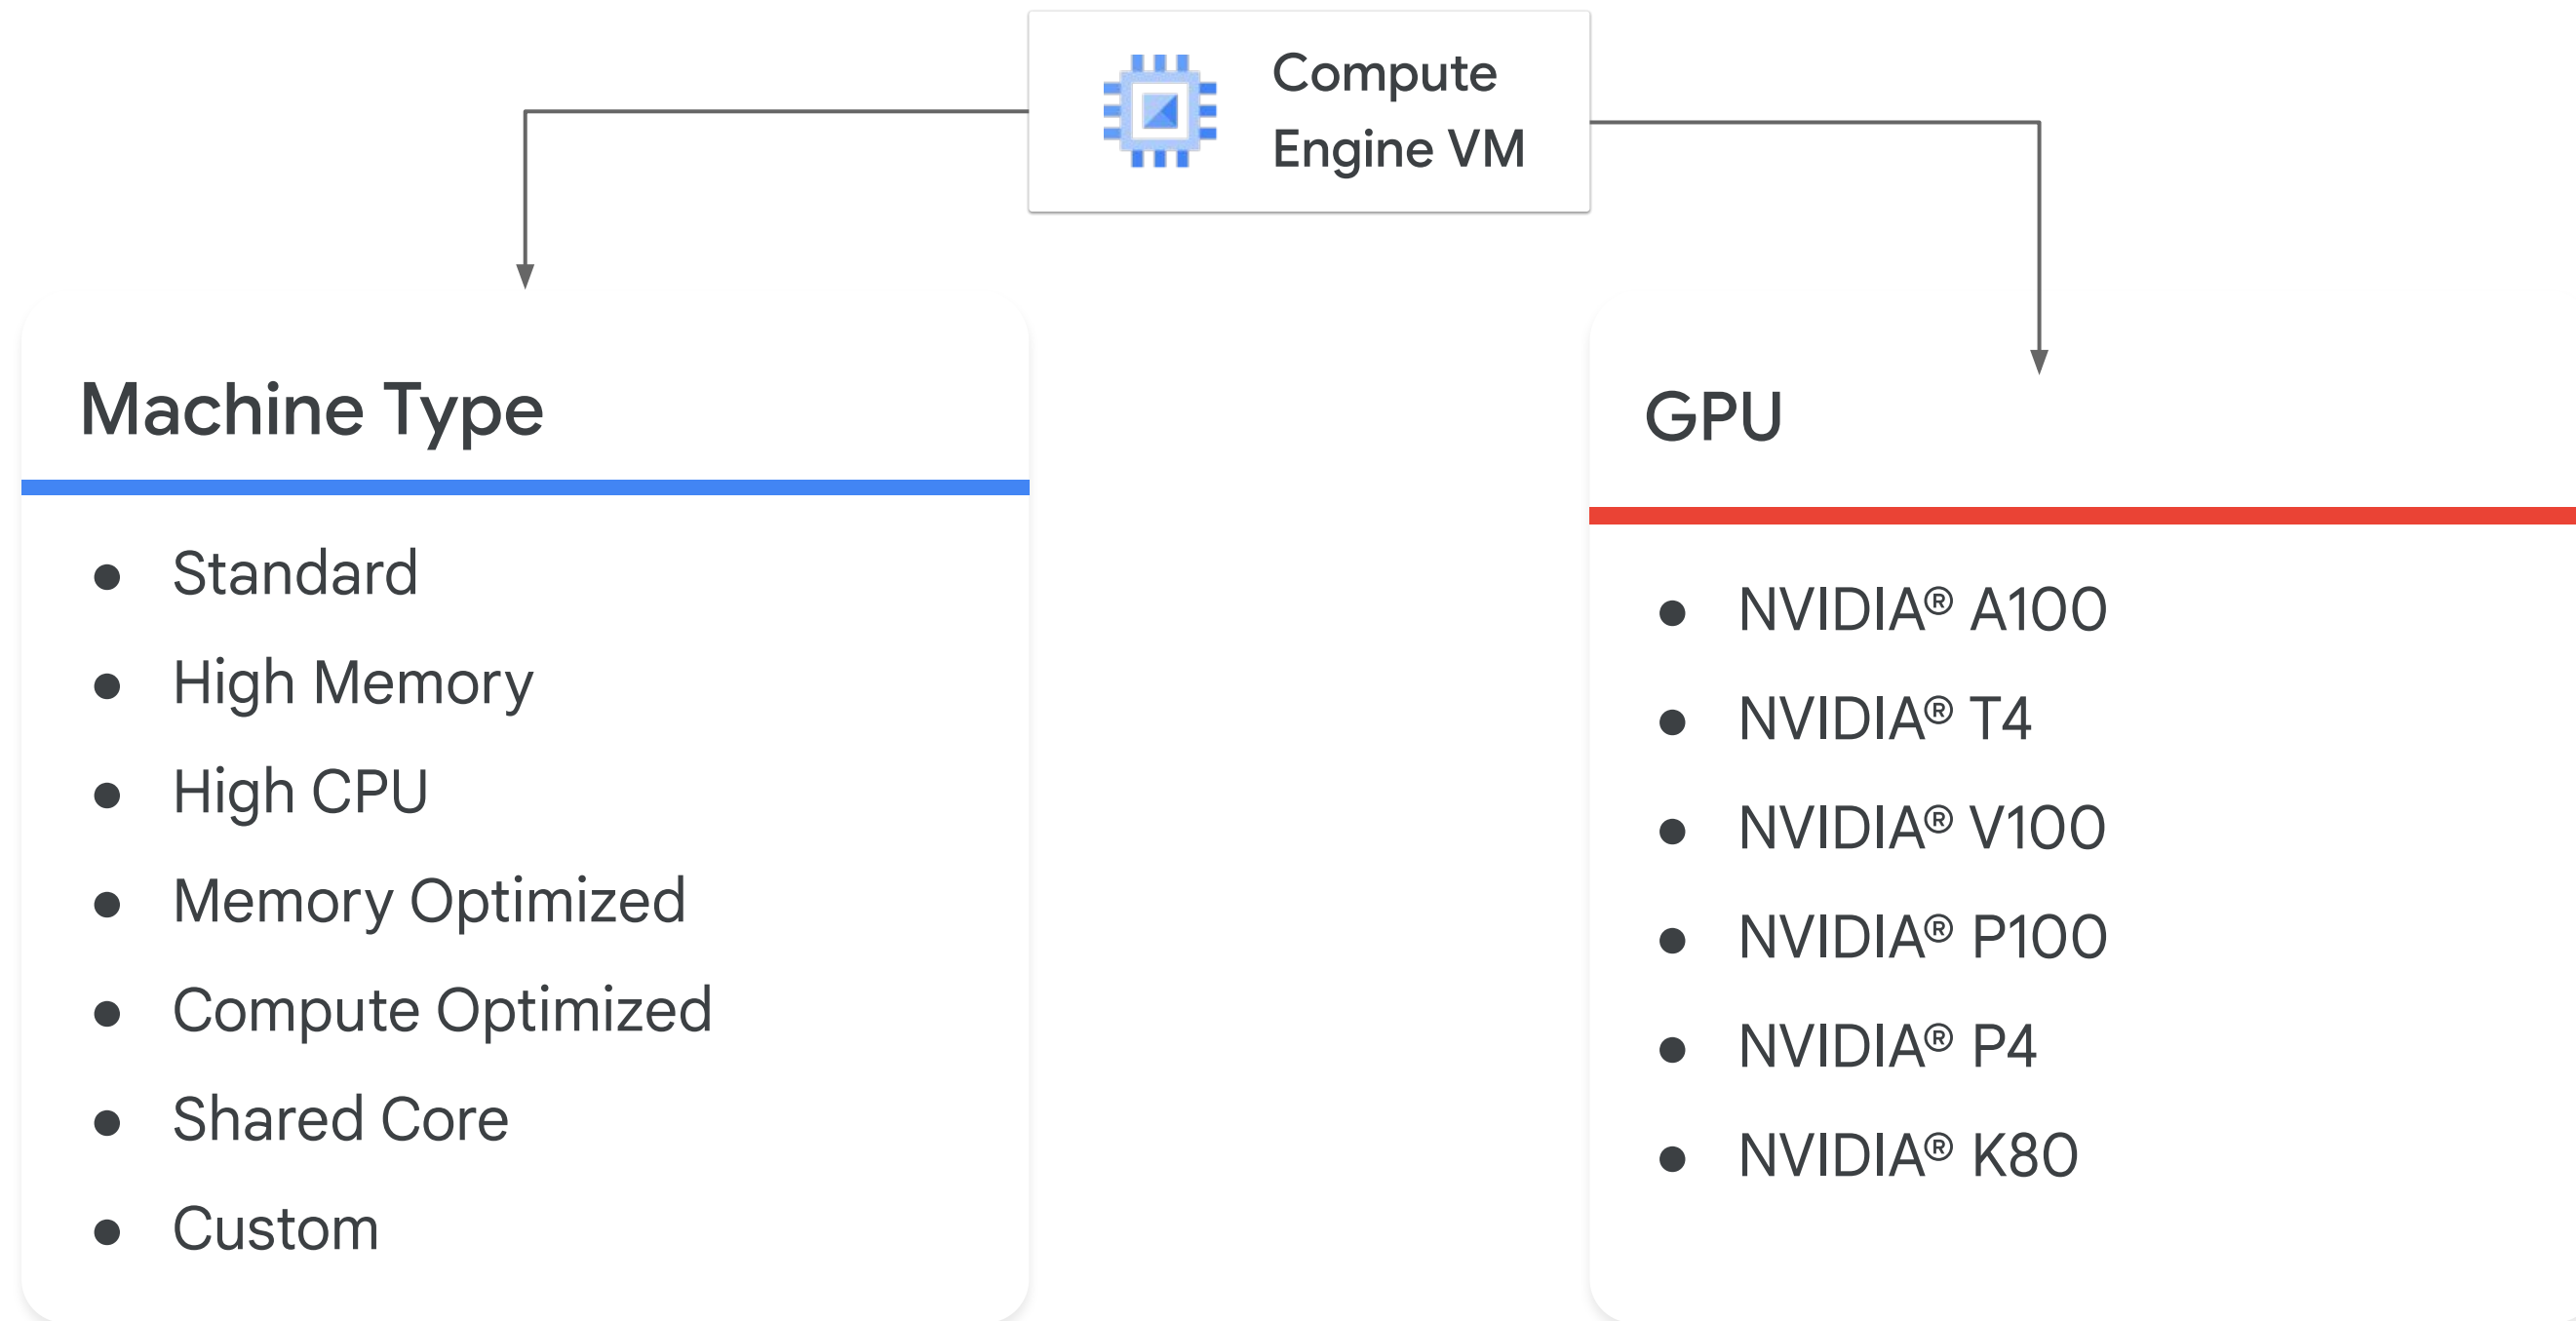 Compute
Engine VM
Machine Type
● Standard
● High Memory
● High CPU
● Memory Optimized
● Compute Optimized
● Shared Core
● Custom
GPU
● NVIDIA® A100
● NVIDIA® T4
● NVIDIA® V100
● NVIDIA® P100
● NVIDIA® P4
● NVIDIA® K80